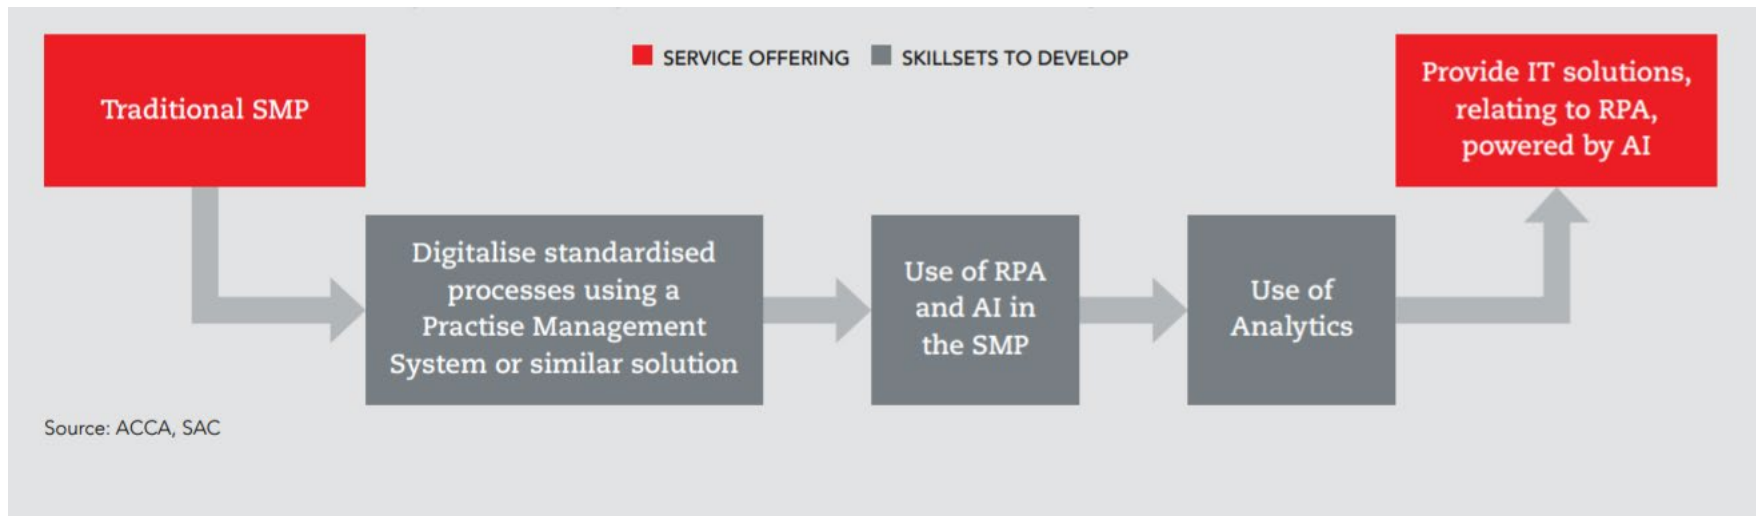 SERVICE OFFERING
SKILLSETS TO DEVELOP
Traditional SMP
Digitalise standardised
processes using a
Practise Management
System or similar solution
Use of RPA
and AI in
the SMP
Use of
Analytics
Provide IT solutions,
relating to RPA,
powered by AI
Source: ACCA, SAC